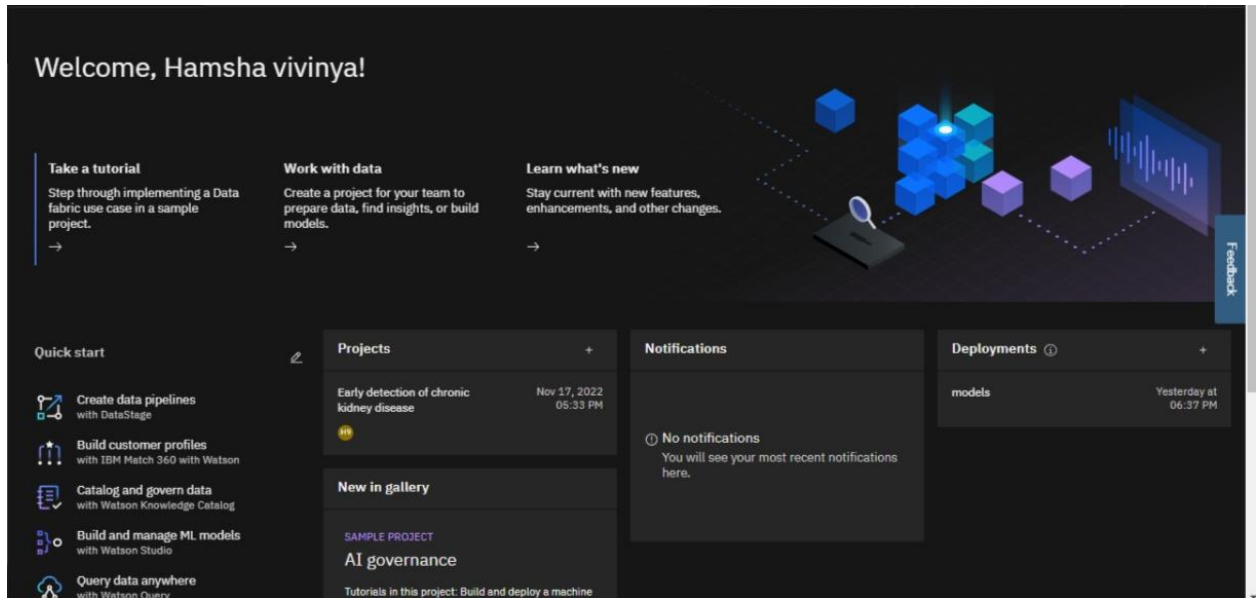 Welcome, Hamsha vivinya!
Take a tutorial
Step through implementing a Data
fabric use case in a sample
project.
Work with data
Create a project for your team to
prepare data, find insights, or build
models.
Learn what's new
Stay current with new features,
enhancements, and other changes.
Feedback
Quick start
Create data pipelines
with DataStage
Build customer profiles
with IBM Match 360 with Watson
Catalog and govern data
with Watson Knowledge Catalog
Build and manage ML models
with Watson Studio
Query data anywhere
with Watson Query
Projects
Early detection of chronic
kidney disease
Nov 17, 2022
05:33 PM
H9
New in gallery
SAMPLE PROJECT
AI governance
Tutorials in this project: Build and deploy a machine
Notifications
No notifications
You will see your most recent notifications
here.
Deployments
models
Yesterday at
06:37 PM